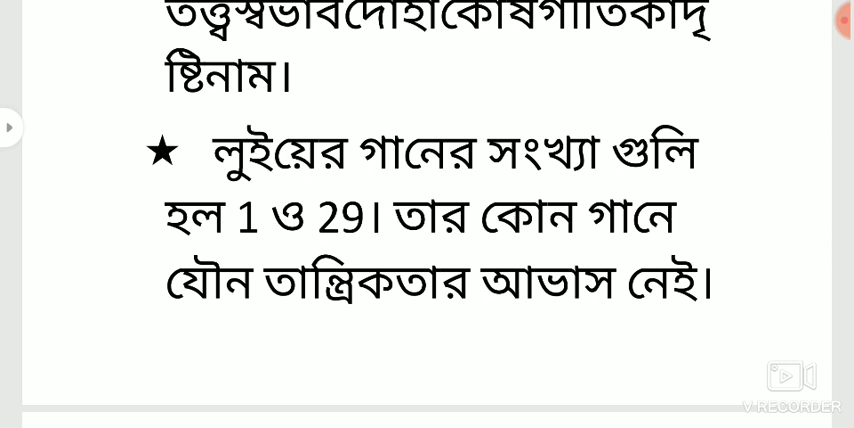 তত্ত্বস্বভাবদোহাকোষগীতিকাদৃ
ষ্টিনাম।
★ লুইয়ের গানের সংখ্যা গুলি
হল 1 ও 29। তার কোন গানে
যৌন তান্ত্রিকতার আভাস নেই।
V RECORDER